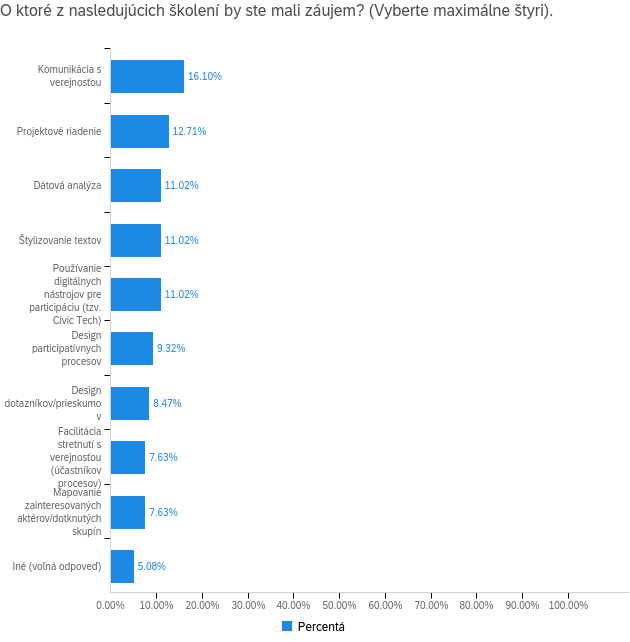 O ktoré z nasledujúcich školení by ste mali záujem? (Vyberte maximálne štyri).
Komunikácia s
verejnosťou
16.10%
Projektové riadenie
12.71%
Dátová analýza
11.02%
Štylizovanie textov
11.02%
Používanie
digitálnych
nástrojov pre
participáciu (tzv.
Civic Tech)
11.02%
Design
participatívnych
procesov
9.32%
Design
dotazníkov/prieskumo
v
8.47%
Facilitácia
stretnutí s
verejnosťou
(účastníkov
procesov)
7.63%
Mapovanie
zainteresovaných
aktérov/dotknutých
skupín
7.63%
Iné (voľná odpoveď)
5.08%
0.00% 10.00% 20.00% 30.00% 40.00% 50.00% 60.00% 70.00% 80.00% 90.00% 100.00%
Percentá